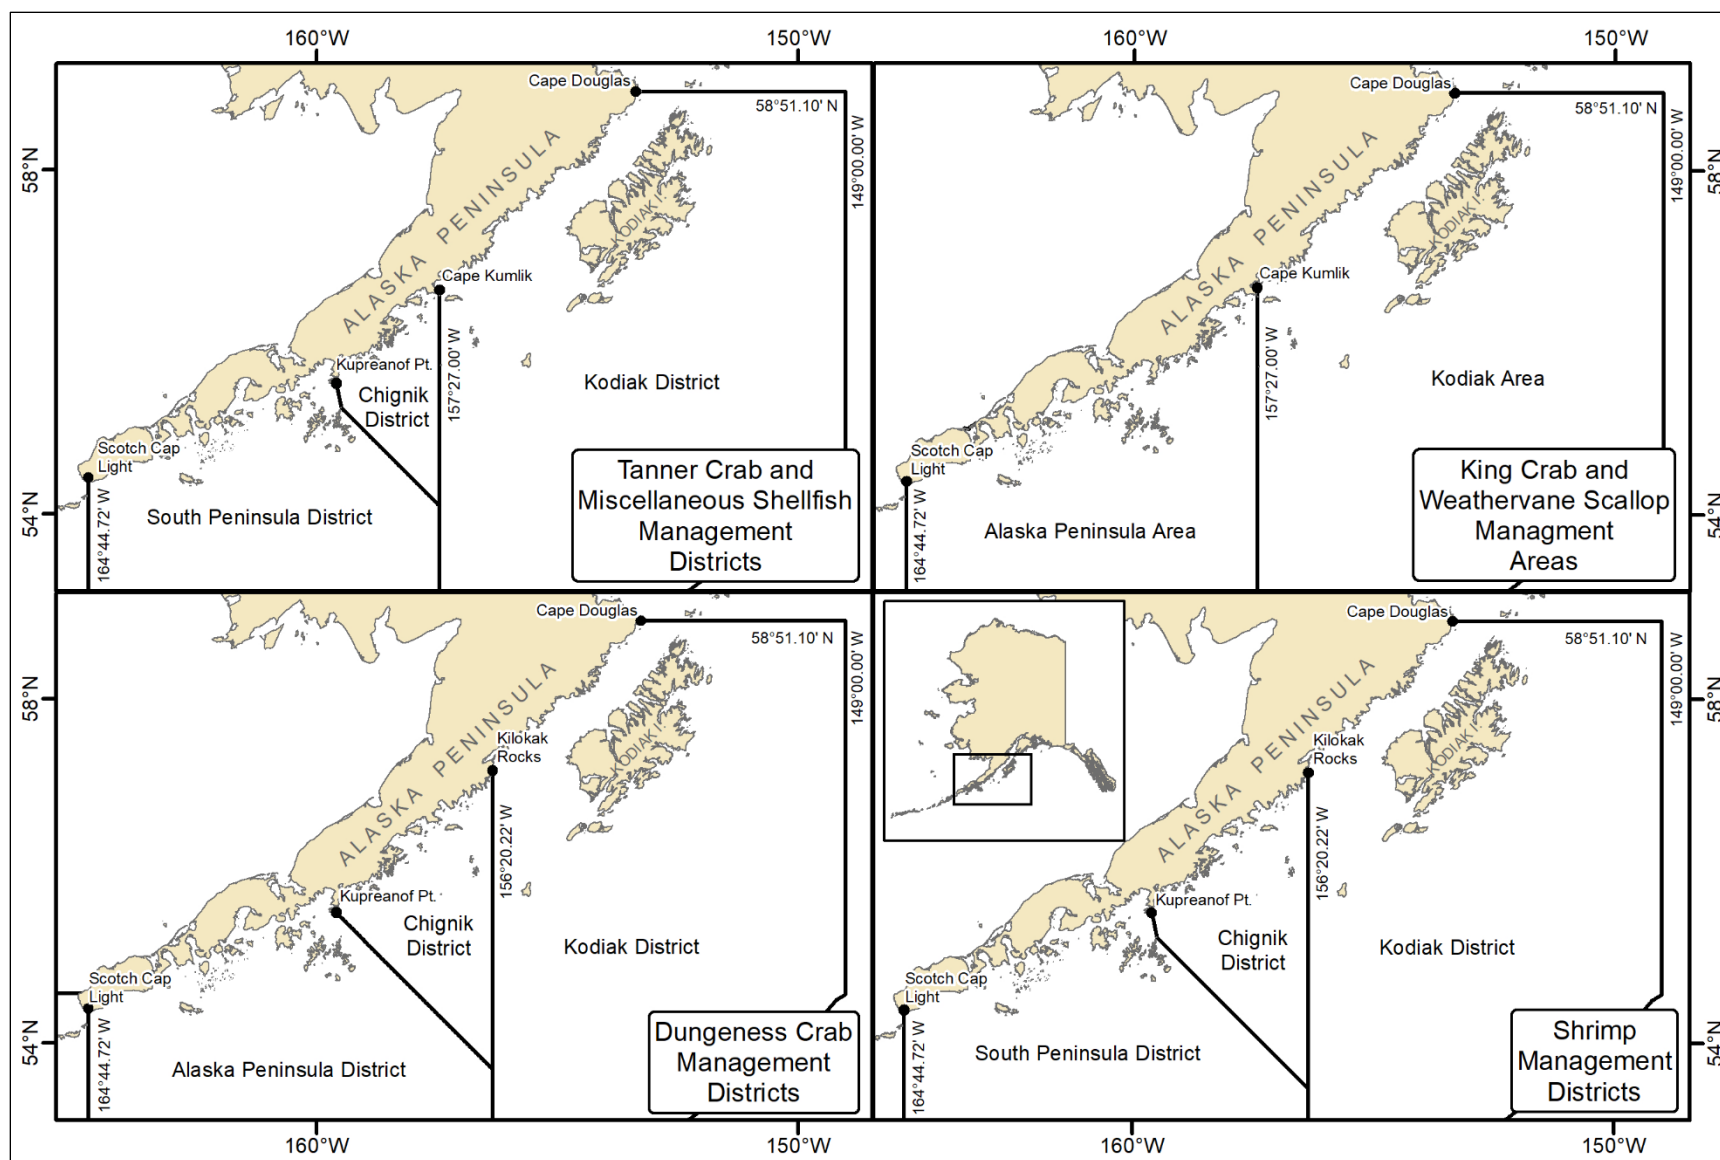 160°W
150°W
160°W
150°W
Cape Douglas
58°51.10' N
149°00.00' W
58°N
ALASKA PENINSULA
KODIAK I.
Cape Kumlik
157°27.00' W
Kupreanof Pt.
Chignik
District
Kodiak District
Scotch Cap
Light
164°44.72' W
54°N
South Peninsula District
Tanner Crab and
Miscellaneous Shellfish
Management
Districts
Cape Douglas
58°51.10' N
149°00.00' W
58°N
ALASKA PENINSULA
KODIAK I.
Cape Kumlik
157°27.00' W
Kodiak Area
Scotch Cap
Light
164°44.72' W
54°N
Alaska Peninsula Area
King Crab and
Weathervane Scallop
Managment
Areas
Cape Douglas
58°51.10' N
149°00.00' W
58°N
ALASKA PENINSULA
KODIAK I.
Kilokak
Rocks
156°20.22' W
Kupreanof Pt.
Chignik
District
Kodiak District
Scotch Cap
Light
164°44.72' W
54°N
Alaska Peninsula District
Dungeness Crab
Management
Districts
Cape Douglas
58°51.10' N
149°00.00' W
58°N
ALASKA PENINSULA
KODIAK I.
Kilokak
Rocks
156°20.22' W
Kupreanof Pt.
Chignik
District
Kodiak District
Scotch Cap
Light
164°44.72' W
54°N
South Peninsula District
Shrimp
Management
Districts
160°W
150°W
160°W
150°W